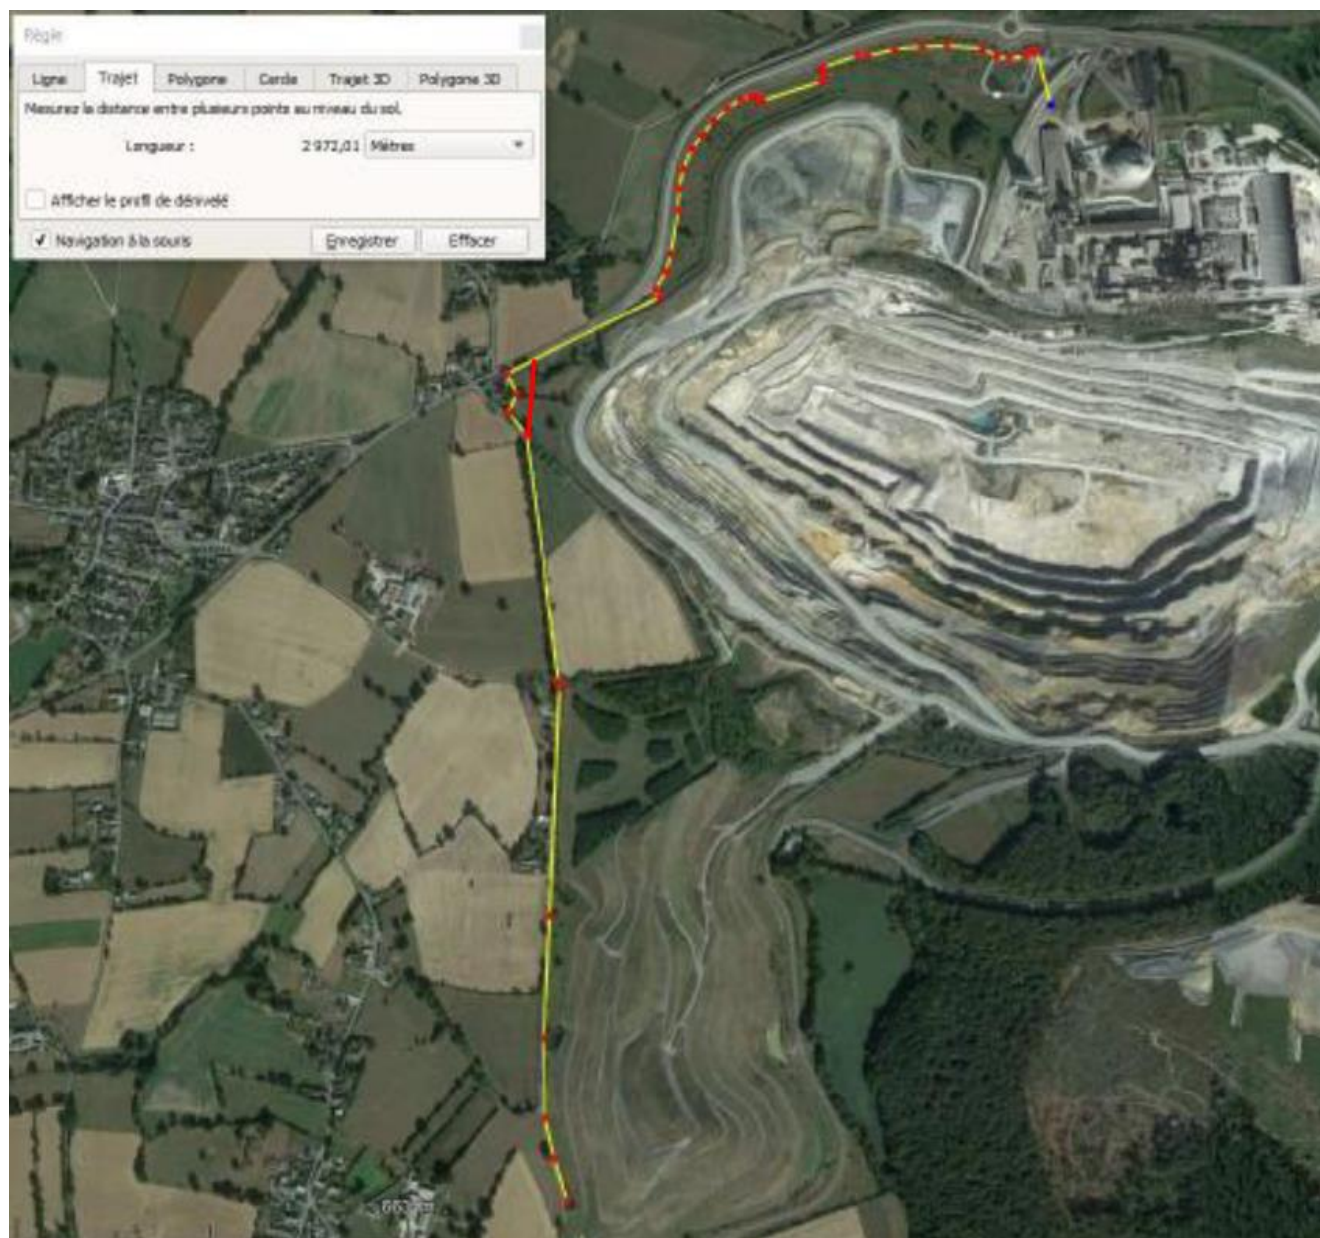 Règle
Ligne Trajet Polygone Cercle Trajet 3D Polygone 3D
Mesurez la distance entre plusieurs points au niveau du sol.
Longueur : 2 972,01 Mètres
Afficher le profil de dénivelé
Navigation à la souris Enregistrer Effacer